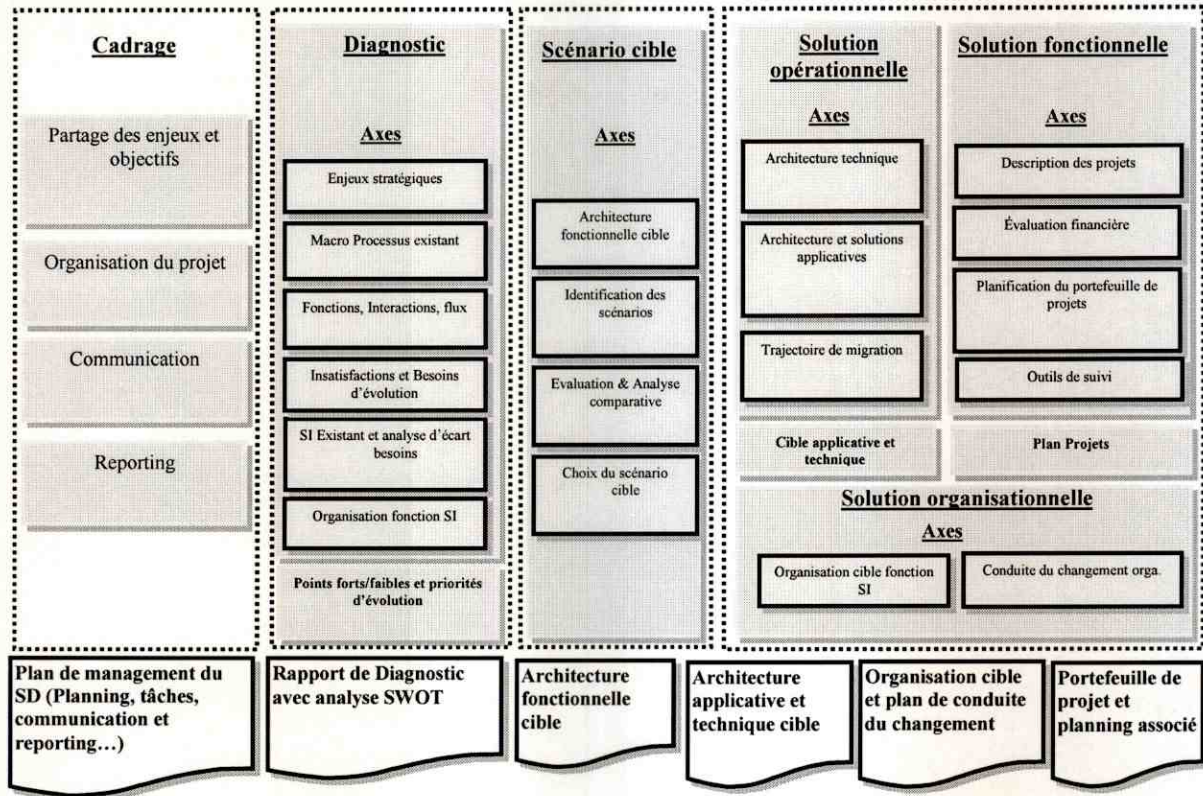 Cadrage
Partage des enjeux et
objectifs
Organisation du projet
Communication
Reporting
Diagnostic
Axes
Enjeux stratégiques
Macro Processus existant
Fonctions, Interactions, flux
Insatisfactions et Besoins
d'évolution
SI Existant et analyse d'écart
besoins
Organisation fonction SI
Points forts/faibles et priorités
d'évolution
Scénario cible
Axes
Architecture
fonctionnelle cible
Identification des
scénarios
Evaluation & Analyse
comparative
Choix du scénario
cible
Solution
opérationnelle
Axes
Architecture technique
Architecture et solutions
applicatives
Trajectoire de migration
Cible applicative et
technique
Solution fonctionnelle
Axes
Description des projets
Évaluation financière
Planification du portefeuille de
projets
Outils de suivi
Plan Projets
Solution organisationnelle
Axes
Organisation cible fonction
SI
Conduite du changement orga.
Plan de management du
SD (Planning, tâches,
communication et
reporting…)
Rapport de Diagnostic
avec analyse SWOT
Architecture
fonctionnelle
cible
Architecture
applicative et
technique cible
Organisation cible
et plan de conduite
du changement
Portefeuille de
projet et
planning associé